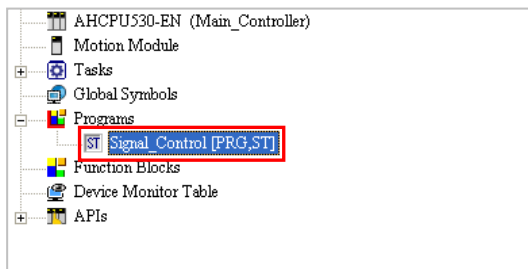 AHCPU530-EN (Main_Controller)
Motion Module
Tasks
Global Symbols
Programs
ST Signal_Control [PRG,ST]
Function Blocks
Device Monitor Table
APIs